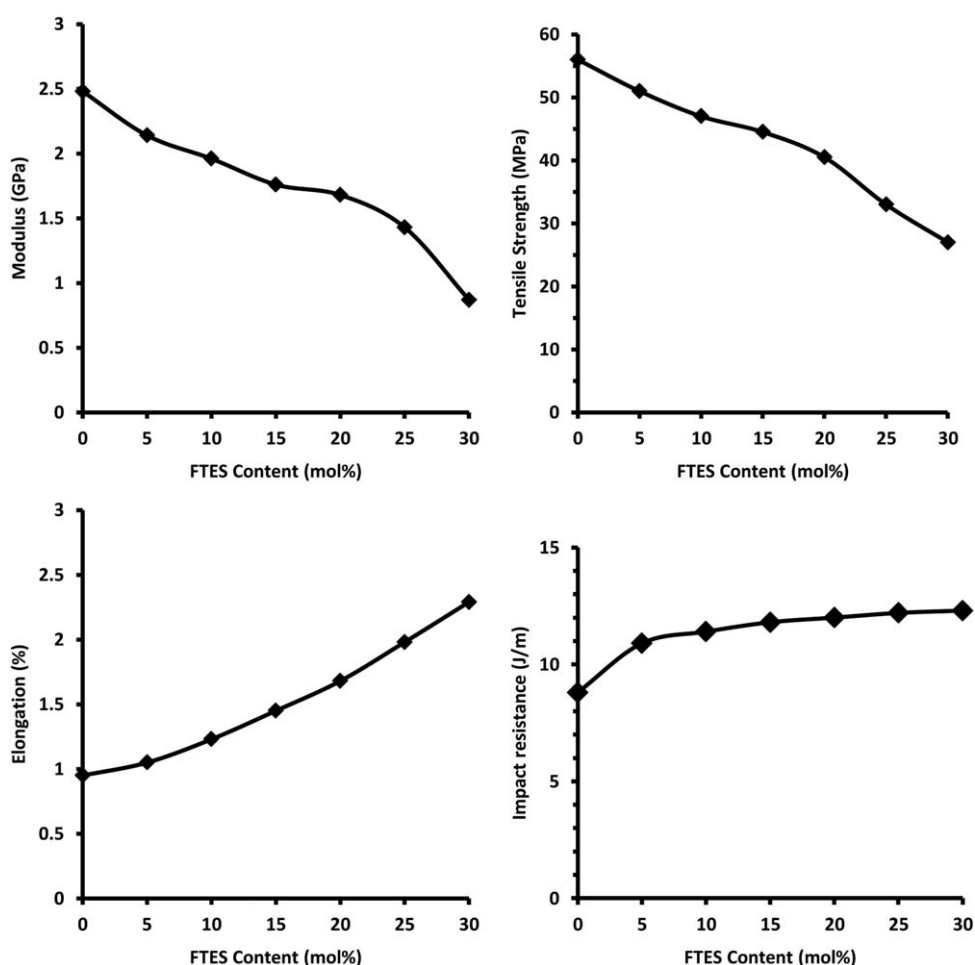 Modulus (GPa)
3
2.5
2
1.5
1
0.5
0
0 5 10 15 20 25 30
FTES Content (mol%)
Tensile Strength (MPa)
60
50
40
30
20
10
0
0 5 10 15 20 25 30
FTES Content (mol%)
Elongation (%)
3
2.5
2
1.5
1
0.5
0
0 5 10 15 20 25 30
FTES Content (mol%)
Impact resistance (J/m)
15
10
5
0
0 5 10 15 20 25 30
FTES Content (mol%)